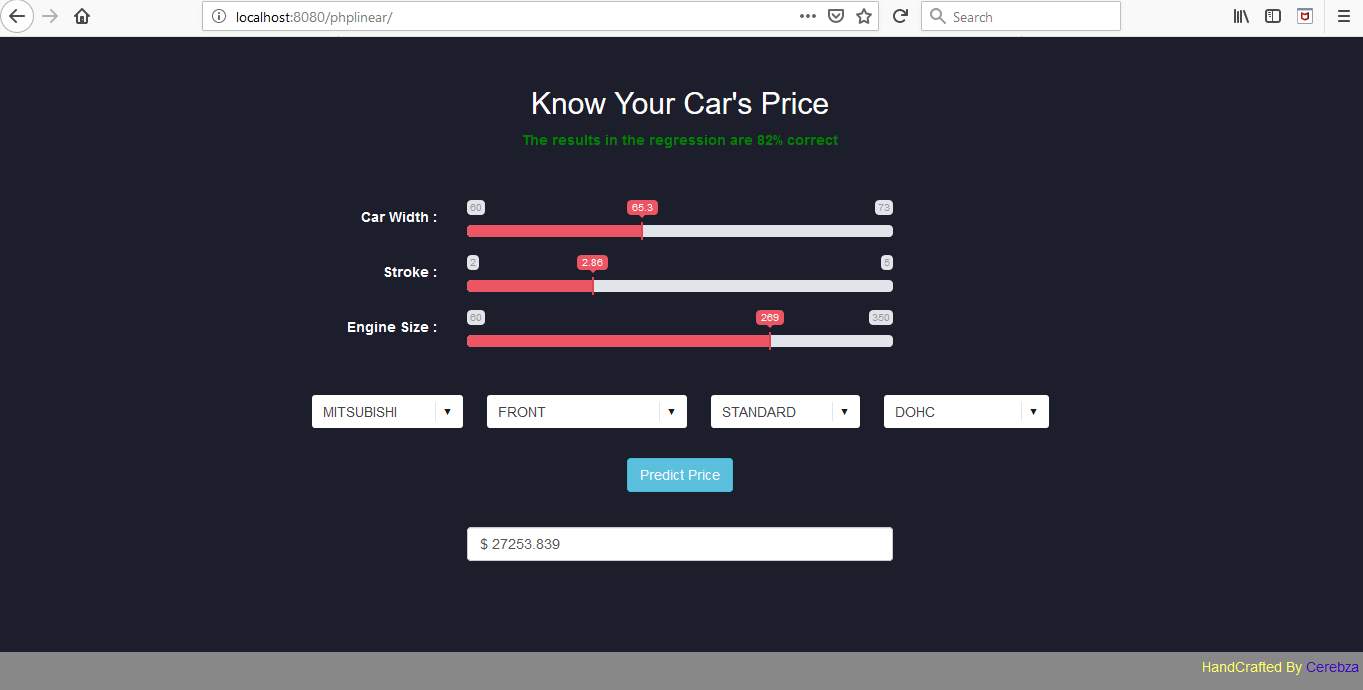 localhost:8080/phplinear/
Search
Know Your Car's Price
The results in the regression are 82% correct
60 65.3 73
Car Width :
2 2.86 5
Stroke :
60 269 350
Engine Size :
MITSUBISHI FRONT STANDARD DOHC
Predict Price
$ 27253.839
HandCrafted By Cerebza